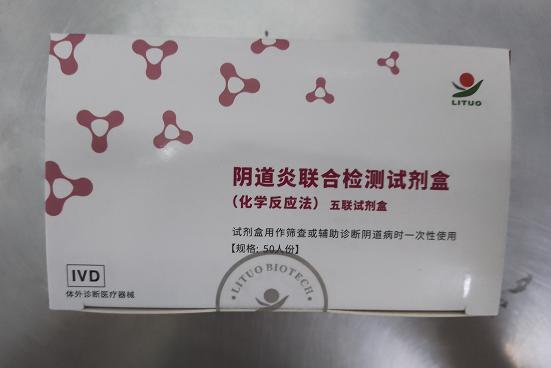 LITUO
阴道炎联合检测试剂盒
（化学反应法） 五联试剂盒
试剂盒用作筛查或辅助诊断阴道病时一次性使用
【规格: 50人份】
IVD
体外诊断医疗器械
·LITUO BIOTECH·